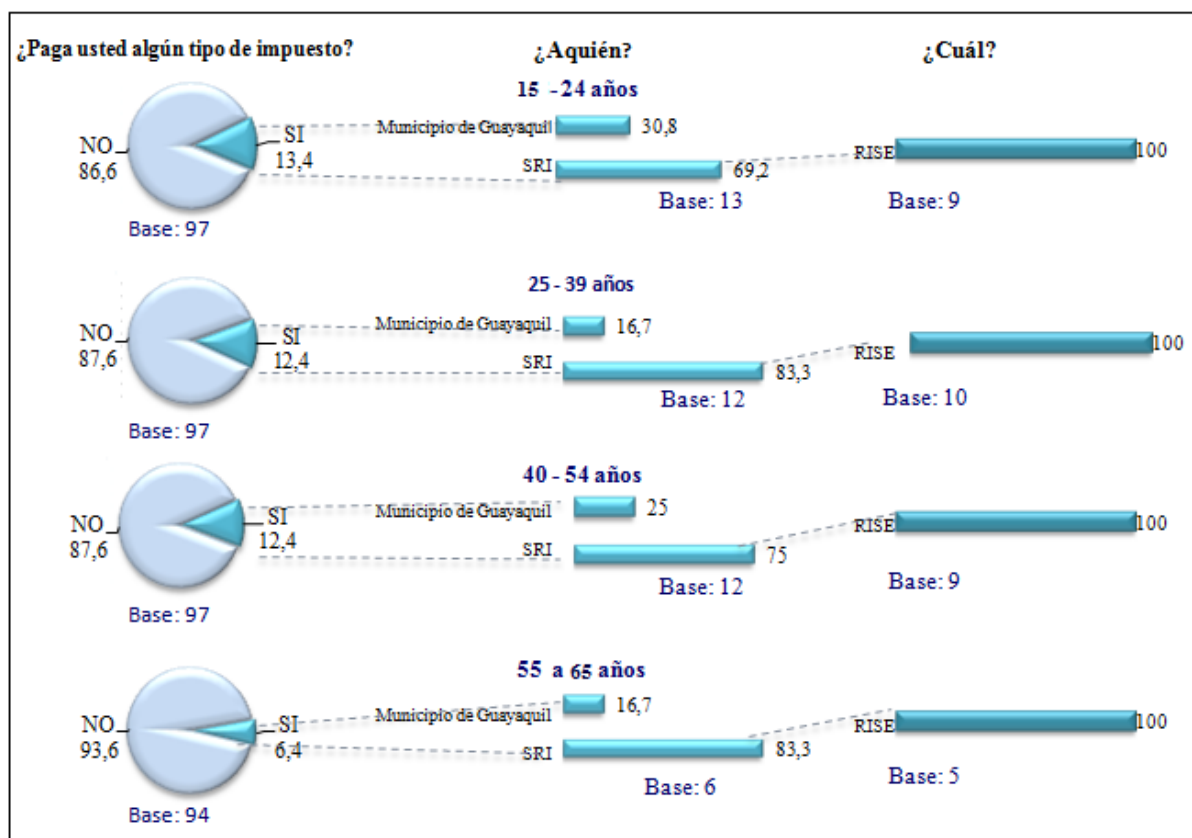 ¿Paga usted algún tipo de impuesto? ¿Aquién? ¿Cuál?
15 - 24 años
Municipio de Guayaquil 30,8
NO 86,6
SI 13,4
SRI 69,2
RISE 100
Base: 97
Base: 13
Base: 9
25 - 39 años
Municipio de Guayaquil 16,7
NO 87,6
SI 12,4
SRI 83,3
RISE 100
Base: 97
Base: 12
Base: 10
40 - 54 años
Municipio de Guayaquil 25
NO 87,6
SI 12,4
SRI 75
RISE 100
Base: 97
Base: 12
Base: 9
55 a 65 años
Municipio de Guayaquil 16,7
NO 93,6
SI 6,4
SRI 83,3
RISE 100
Base: 94
Base: 6
Base: 5